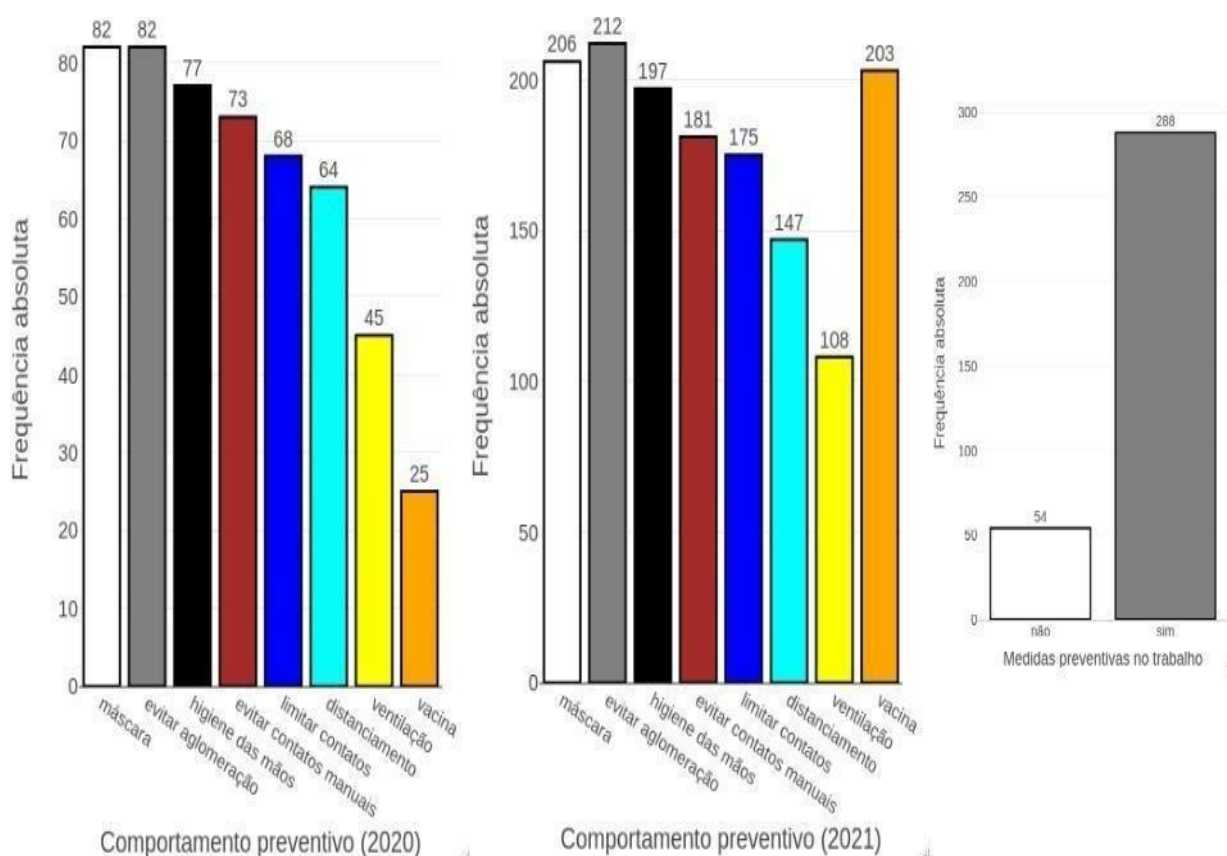 82
82
77
73
68
64
45
25
80
70
60
50
40
30
20
10
0
Frequência absoluta
máscara
evitar aglomeração
higiene das mãos
evitar contatos manuais
limitar contatos
distanciamento
ventilação
vacina
Comportamento preventivo (2020)
206
212
197
181
175
147
108
203
200
150
100
50
0
Frequência absoluta
máscara
evitar aglomeração
higiene das mãos
evitar contatos manuais
limitar contatos
distanciamento
ventilação
vacina
Comportamento preventivo (2021)
54
288
300
250
200
150
100
50
0
Frequência absoluta
não
sim
Medidas preventivas no trabalho